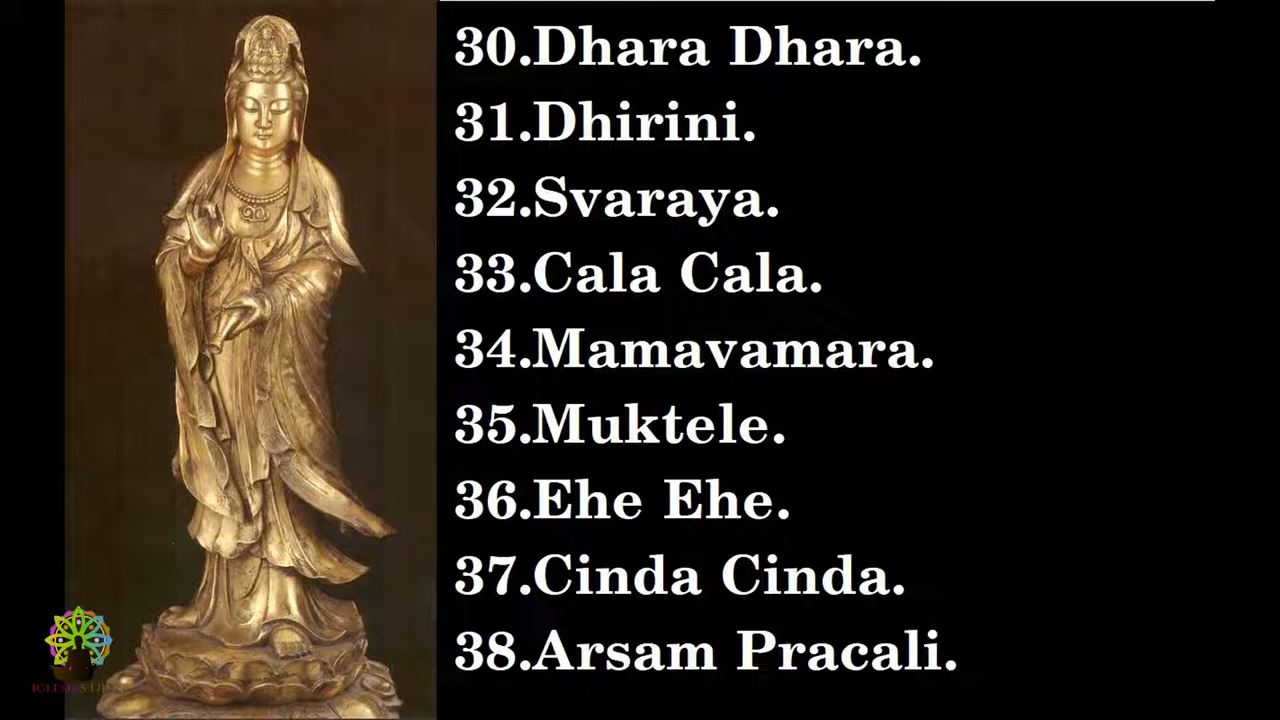 30.Dhara Dhara.
31.Dhirini.
32.Svaraya.
33.Cala Cala.
34.Mamavamara.
35.Muktele.
36.Ehe Ehe.
37.Cinda Cinda.
38.Arsam Pracali.